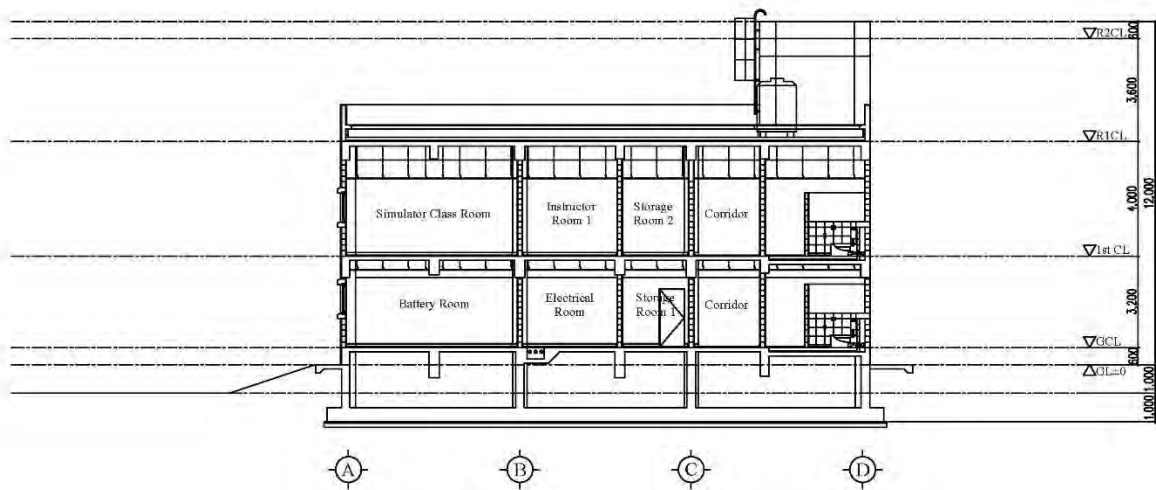 R2CL
600
3,600
R1CL
4,000
12,000
Simulator Class Room
Instructor
Room 1
Storage
Room 2
Corridor
1st CL
Battery Room
Electrical
Room
Storage
Room 1
Corridor
3,200
GCL
600
GL±0
1,000
1,000
A
B
C
D